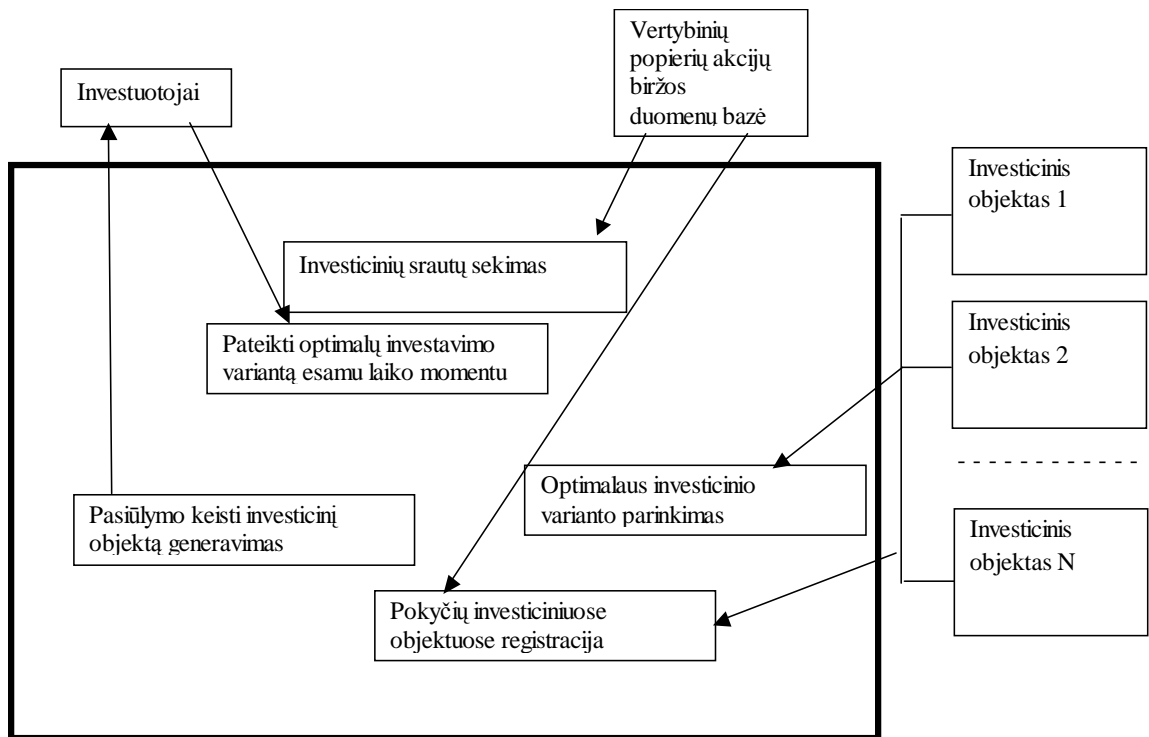 Investuotojai
Vertybinių
popierių akcijų
biržos
duomenų bazė
Investicinis
objektas 1
Investicinių srautų sekimas
Pateikti optimalų investavimo
variantą esamu laiko momentu
Investicinis
objektas 2
Optimalaus investicinio
varianto parinkimas
Pasiūlymo keisti investicinį
objektą generavimas
Investicinis
objektas N
Pokyčių investiciniuose
objektuose registracija